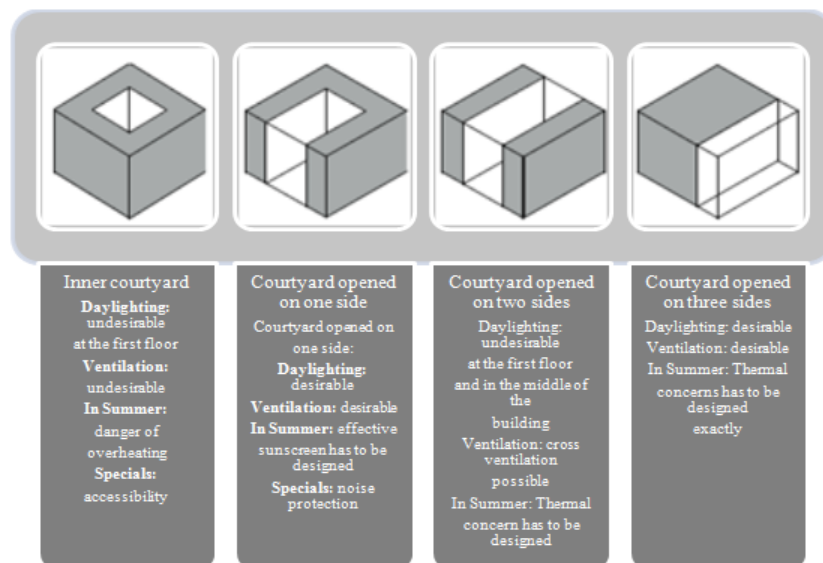 Inner courtyard
Daylighting:
undesirable
at the first floor
Ventilation:
undesirable
In Summer:
danger of
overheating
Specials:
accessibility
Courtyard opened
on one side
Courtyard opened on
one side:
Daylighting:
desirable
Ventilation: desirable
In Summer: effective
sunscreen has to be
designed
Specials: noise
protection
Courtyard opened
on two sides
Daylighting:
undesirable
at the first floor
and in the middle of
the
building
Ventilation: cross
ventilation
possible
In Summer: Thermal
concern has to be
designed
Courtyard opened
on three sides
Daylighting: desirable
Ventilation: desirable
In Summer: Thermal
concerns has to be
designed
exactly